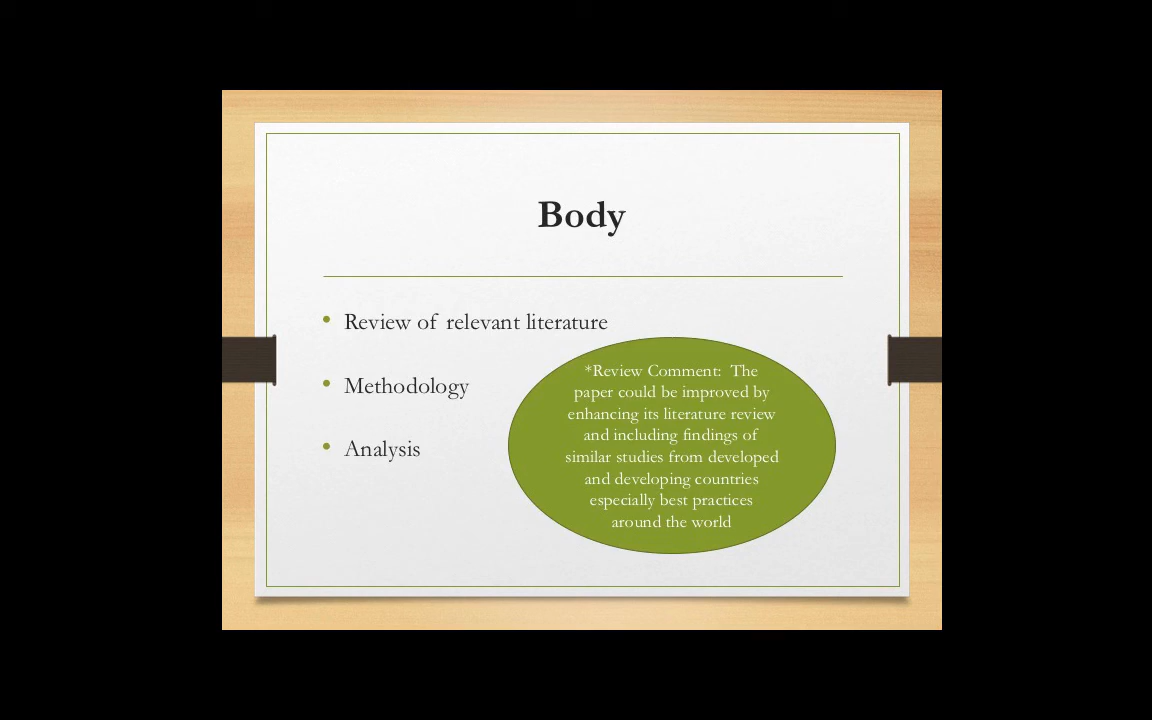 Body
• Review of relevant literature
• Methodology
• Analysis
*Review Comment: The
paper could be improved by
enhancing its literature review
and including findings of
similar studies from developed
and developing countries
especially best practices
around the world